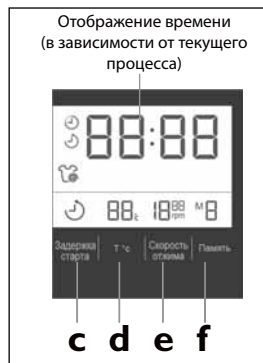 Отображение времени
(в зависимости от текущего
процесса)
88:88
88 t 18 88 rpm M 8
Задержка старта T °c Скорость отжима Память
c d e f